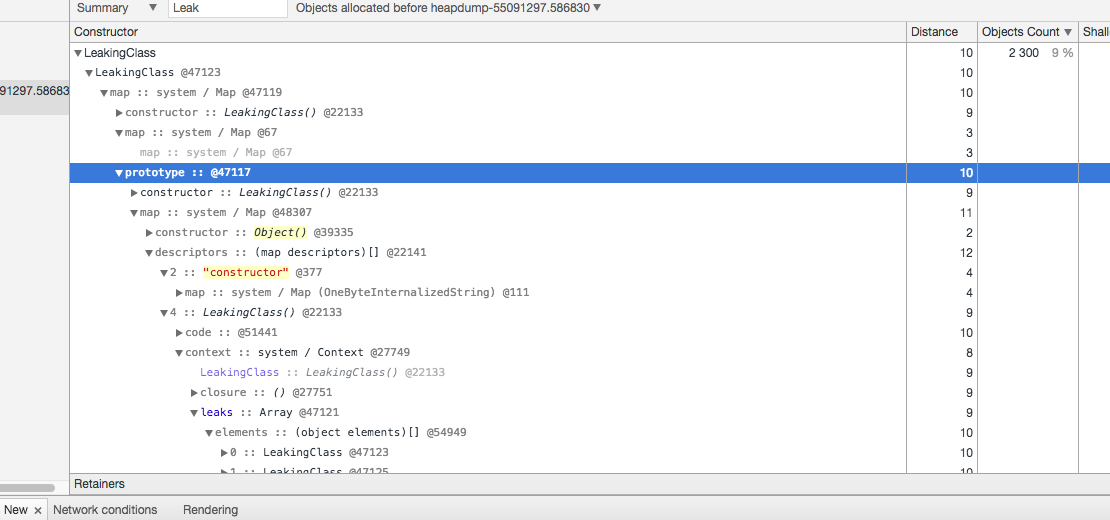 Summary ▼ Leak Objects allocated before heapdump-55091297.586830 ▼
Constructor Distance Objects Count ▼ Shall
▼LeakingClass 10 2 300 9 %
▼LeakingClass @47123 10
91297.58683 ▼map :: system / Map @47119 10
▶constructor :: LeakingClass() @22133 9
▼map :: system / Map @67 3
map :: system / Map @67 3
▼prototype :: @47117 10
▶constructor :: LeakingClass() @22133 9
▼map :: system / Map @48307 11
▶constructor :: Object() @39335 2
▼descriptors :: (map descriptors)[] @22141 12
▼2 :: "constructor" @377 4
▶map :: system / Map (OneByteInternalizedString) @111 4
▼4 :: LeakingClass() @22133 9
▶code :: @51441 10
▼context :: system / Context @27749 8
LeakingClass :: LeakingClass() @22133 9
▶closure :: () @27751 9
▼leaks :: Array @47121 9
▼elements :: (object elements)[] @54949 10
▶0 :: LeakingClass @47123 10
▶1 :: LeakingClass @47125 10
Retainers
New × Network conditions Rendering